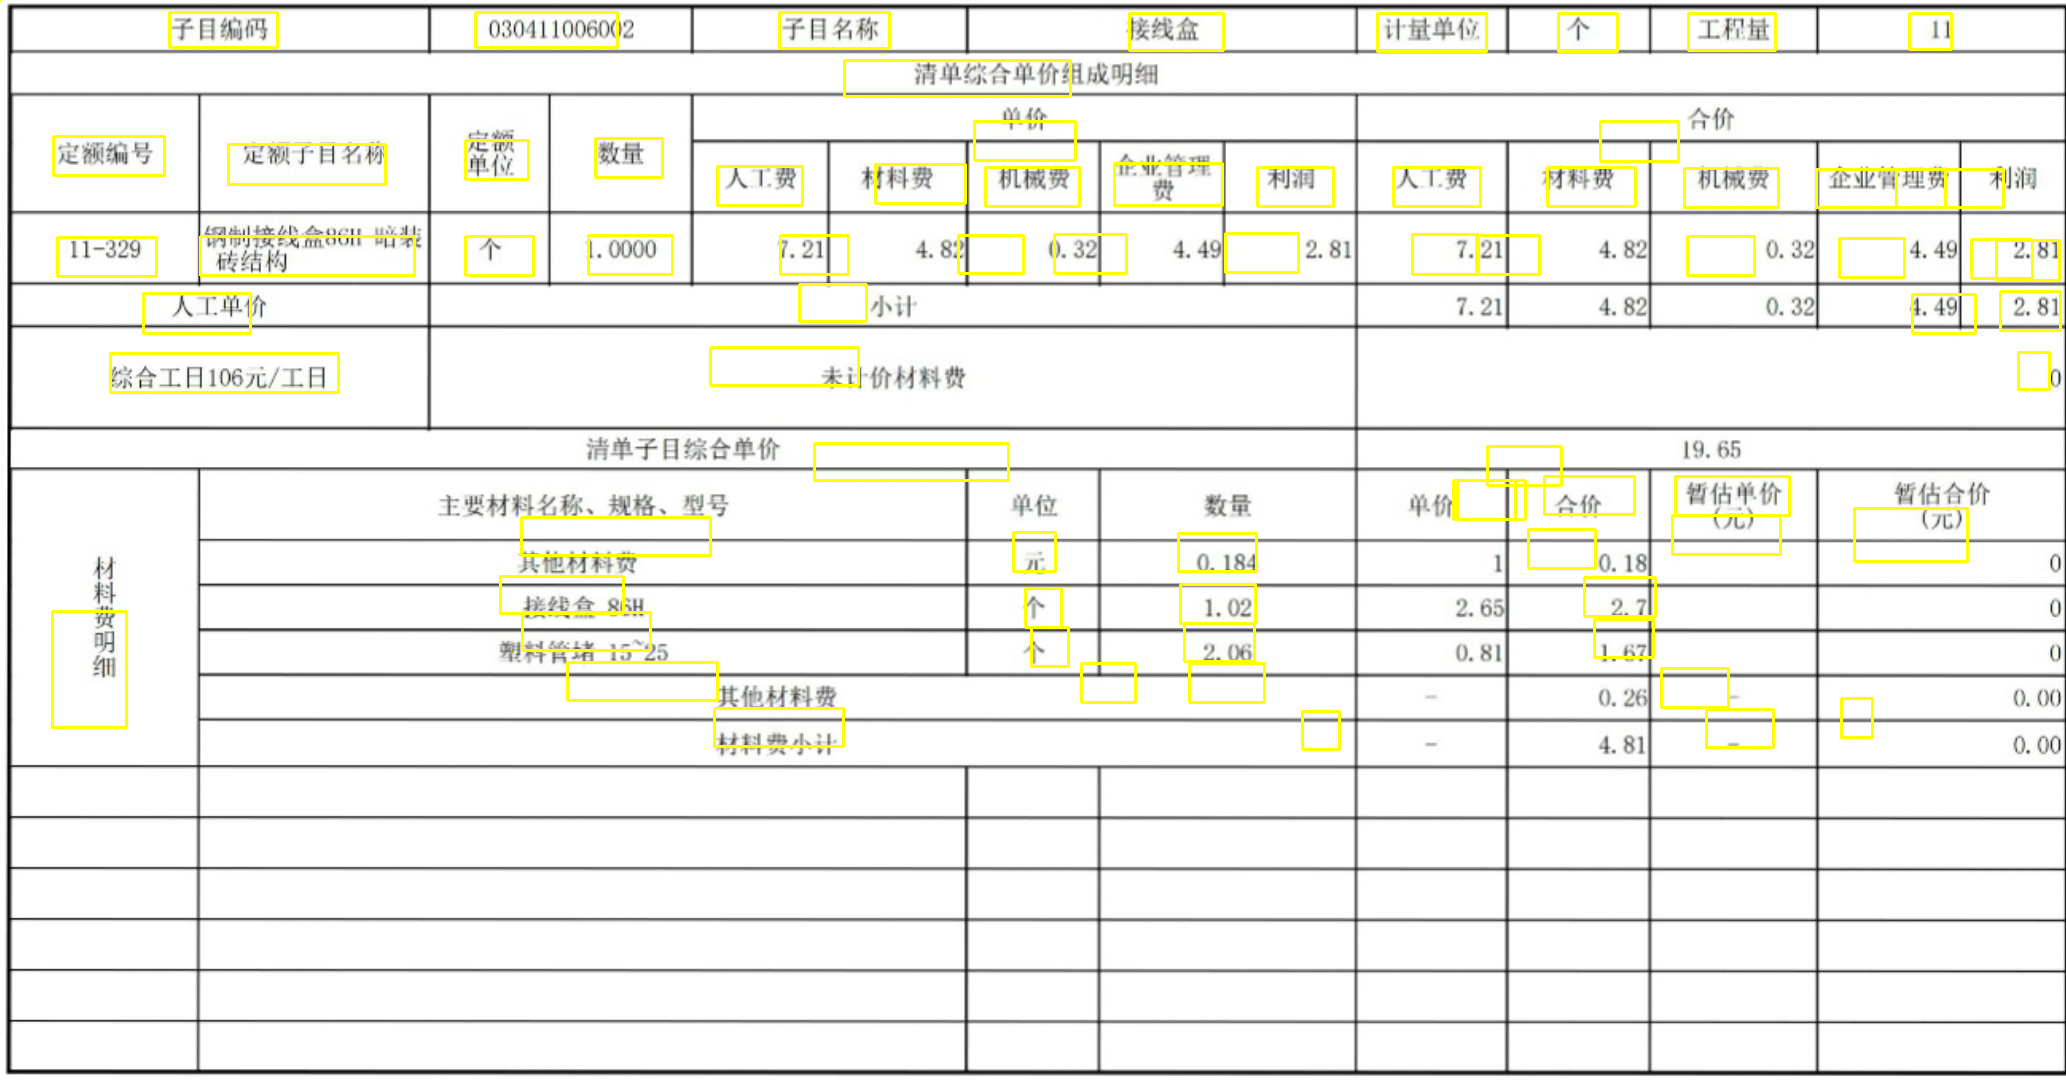 子目编码 030411006002 子目名称 接线盒 计量单位 个 工程量 11
清单综合单价组成明细
定额编号 定额子目名称 定额单位 数量 单价 合价
人工费 材料费 机械费 企业管理费 利润 人工费 材料费 机械费 企业管理费 利润
11-329 钢制接线盒86H 暗装 砖结构 个 1.0000 7.21 4.82 0.32 4.49 2.81 7.21 4.82 0.32 4.49 2.81
人工单价 小计 7.21 4.82 0.32 4.49 2.81
综合工日106元/工日 未计价材料费 0
清单子目综合单价 19.65
材料费明细 主要材料名称、规格、型号 单位 数量 单价 合价 暂估单价(元) 暂估合价(元)
其他材料费 元 0.184 1 0.18 0
接线盒 86H 个 1.02 2.65 2.7 0
塑料管堵 15~25 个 2.06 0.81 1.67 0
其他材料费 - 0.26 - 0.00
材料费小计 - 4.81 - 0.00